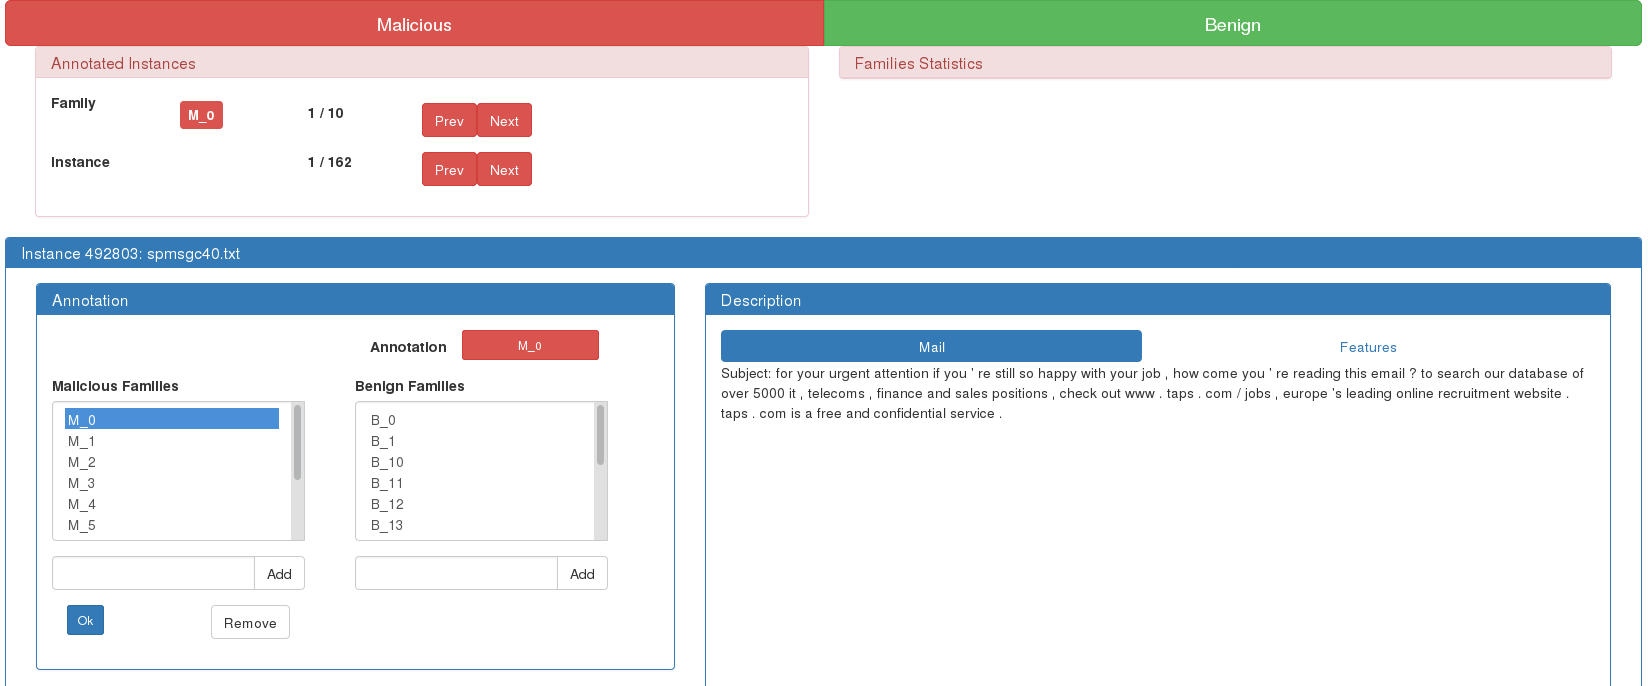 Malicious
Benign
Annotated Instances
Families Statistics
Family
M_0
1 / 10
Prev
Next
Instance
1 / 162
Prev
Next
Instance 492803: spmsgc40.txt
Annotation
Annotation
M_0
Malicious Families
Benign Families
M_0
M_1
M_2
M_3
M_4
M_5
B_0
B_1
B_10
B_11
B_12
B_13
Add
Add
Ok
Remove
Description
Mail
Features
Subject: for your urgent attention if you ' re still so happy with your job , how come you ' re reading this email ? to search our database of
over 5000 it , telecoms , finance and sales positions , check out www . taps . com / jobs , europe 's leading online recruitment website .
taps . com is a free and confidential service .